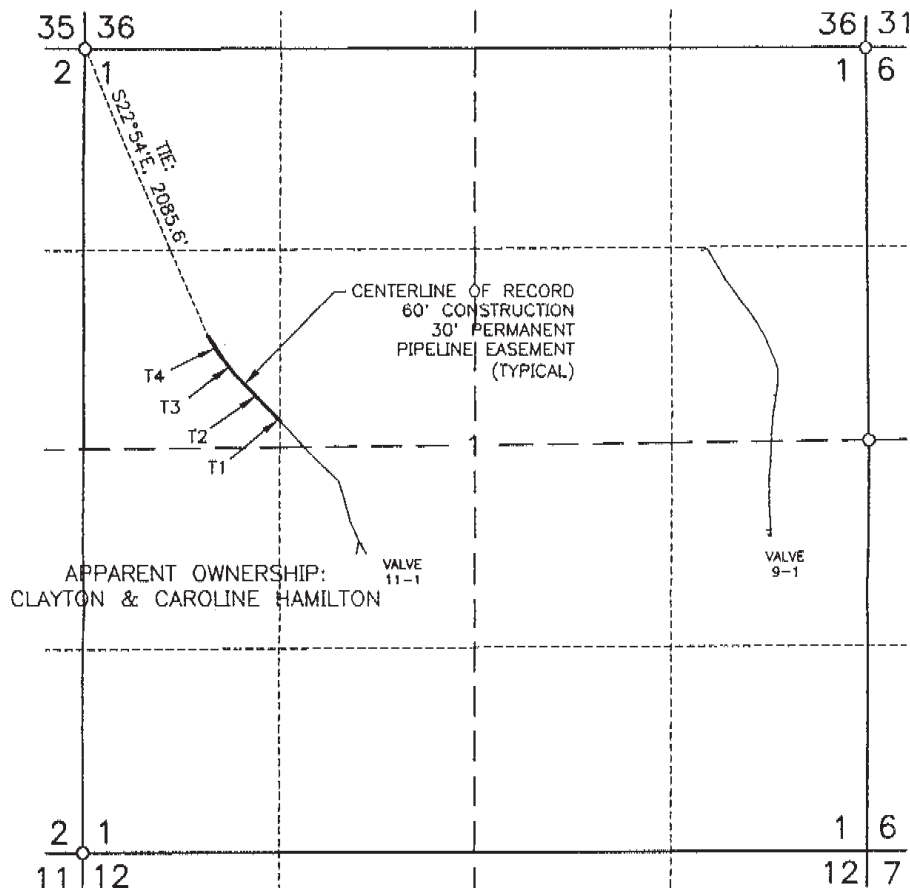 35 36
36 31
2 1
1 6
TIE:
S22°54'E, 2085.6'
CENTERLINE OF RECORD
60' CONSTRUCTION
30' PERMANENT
PIPELINE EASEMENT
(TYPICAL)
T4
T3
T2
T1
1
VALVE
11-1
VALVE
9-1
APPARENT OWNERSHIP:
CLAYTON & CAROLINE HAMILTON
2 1
1 6
11 12
12 7